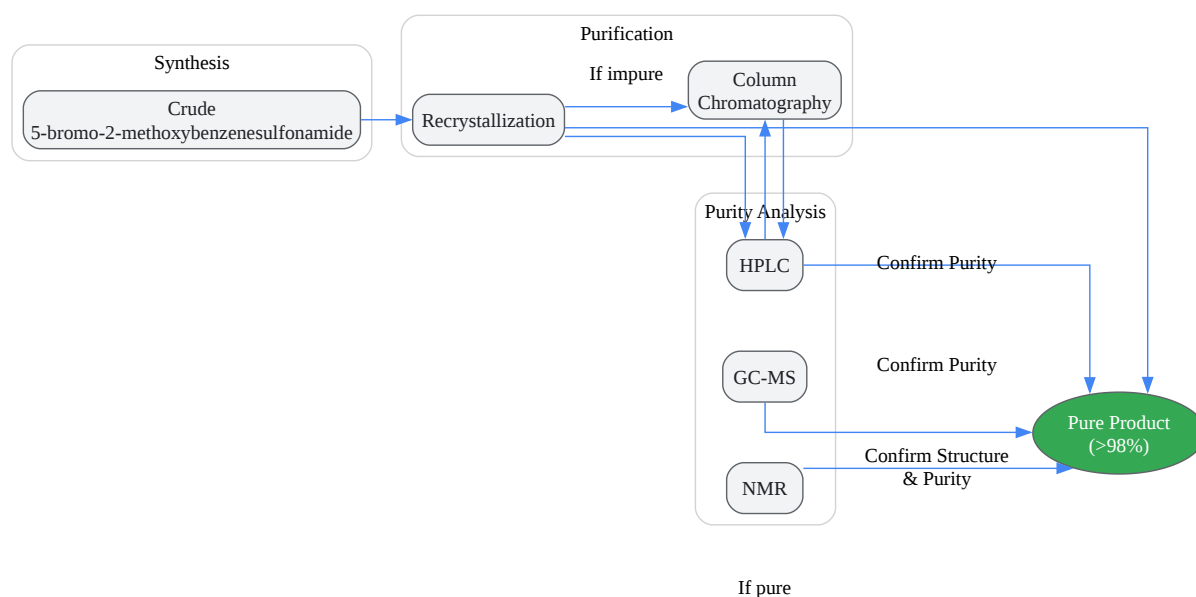 Synthesis
Crude
5-bromo-2-methoxybenzenesulfonamide
Purification
Recrystallization
If impure
Column
Chromatography
Purity Analysis
HPLC
Confirm Purity
GC-MS
Confirm Purity
NMR
Confirm Structure
& Purity
Pure Product
(>98%)
If pure